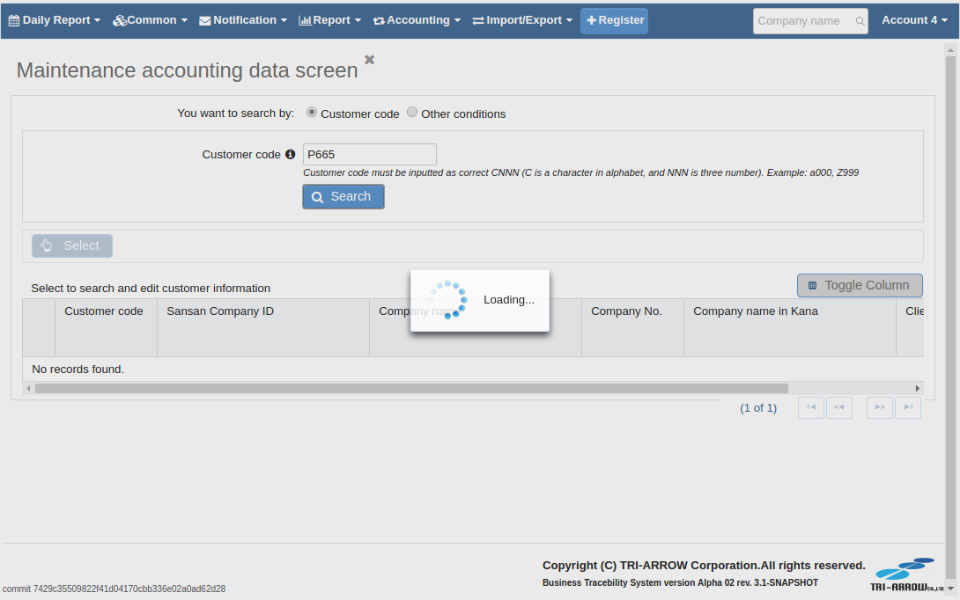 Daily Report Common Notification Report Accounting Import/Export Register Company name Account 4
Maintenance accounting data screen
You want to search by: Customer code Other conditions
Customer code P665
Customer code must be inputted as correct CNNN (C is a character in alphabet, and NNN is three number). Example: a000, Z999
Search
Select
Select to search and edit customer information Toggle Column
Loading...
Customer code Sansan Company ID Company name Company No. Company name in Kana Clie
No records found.
(1 of 1)
Copyright (C) TRI-ARROW Corporation.All rights reserved.
Business Tracebility System version Alpha 02 rev. 3.1-SNAPSHOT
TRI-ARROW CO.,LTD
commit 7429c35509822f41d04170cbb336e02a0ad62d28